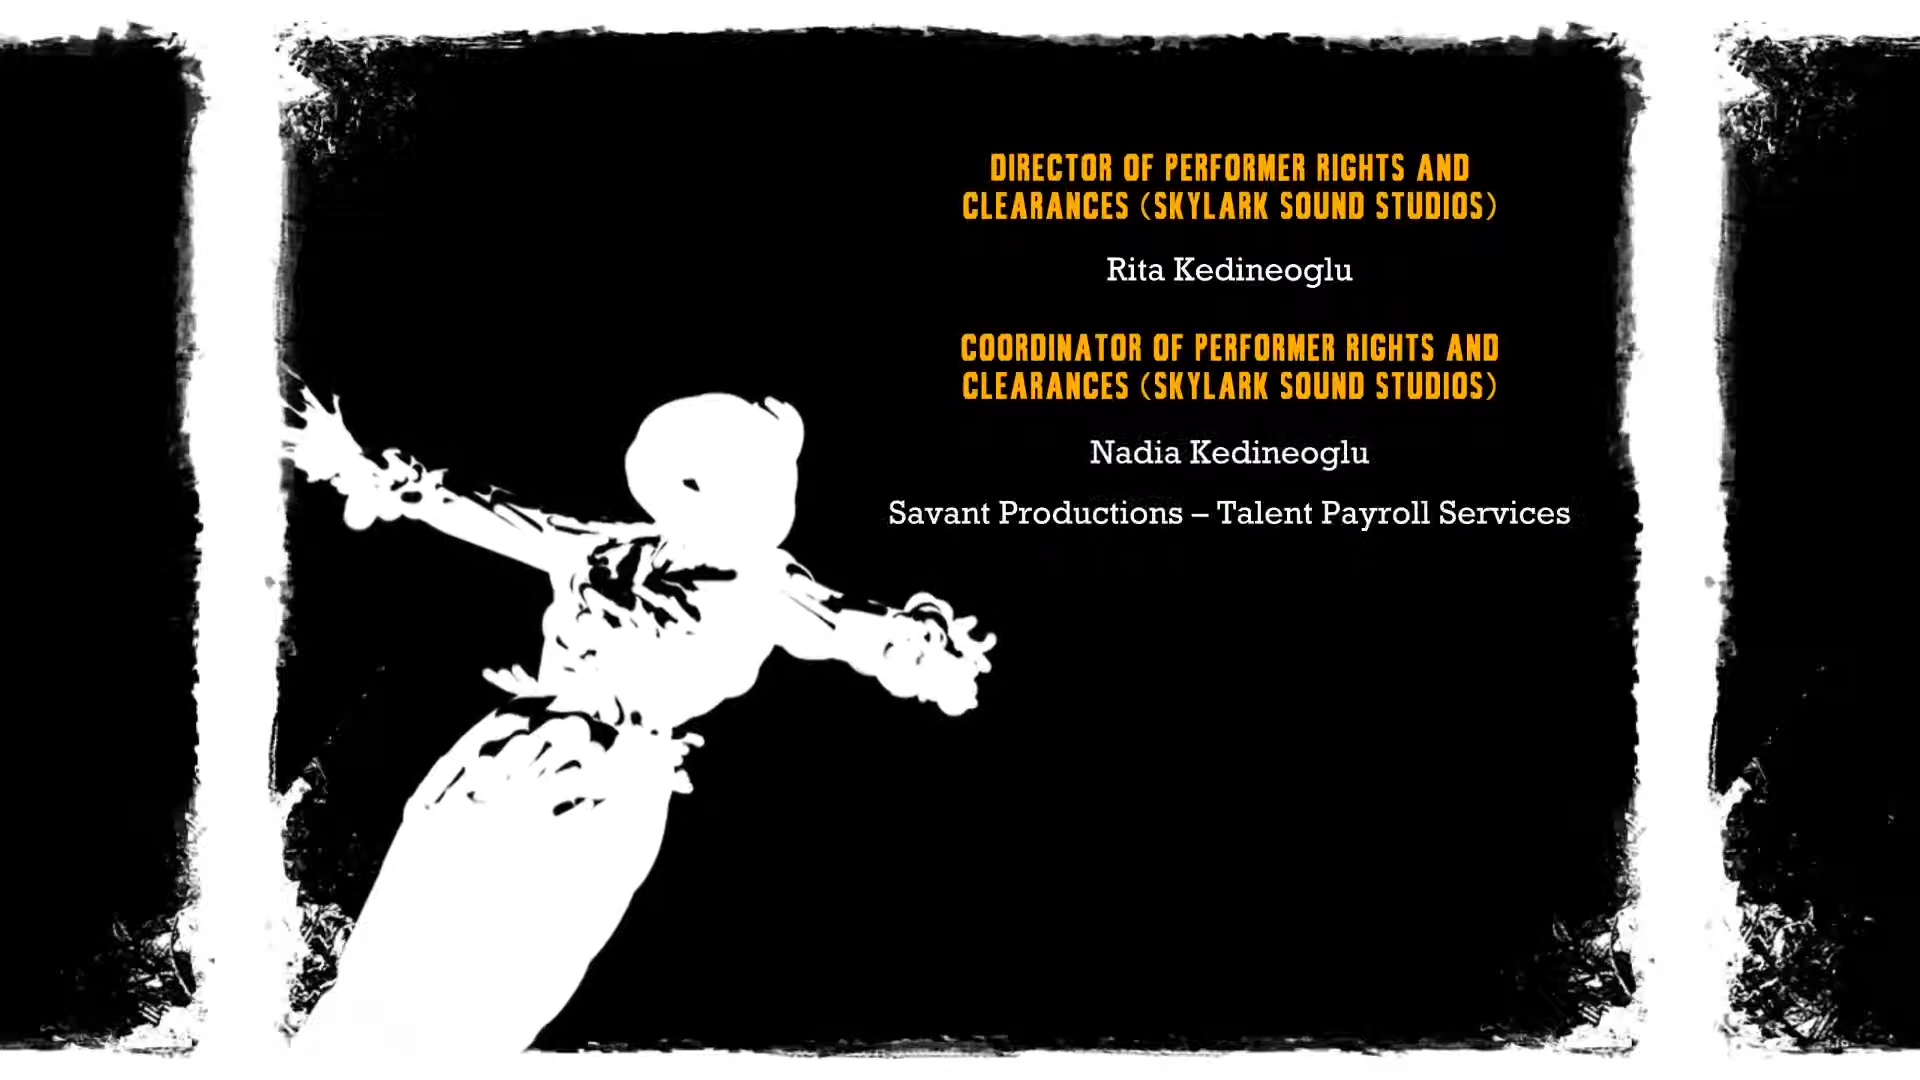 DIRECTOR OF PERFORMER RIGHTS AND
CLEARANCES (SKYLARK SOUND STUDIOS)
Rita Kedineoglu
COORDINATOR OF PERFORMER RIGHTS AND
CLEARANCES (SKYLARK SOUND STUDIOS)
Nadia Kedineoglu
Savant Productions – Talent Payroll Services